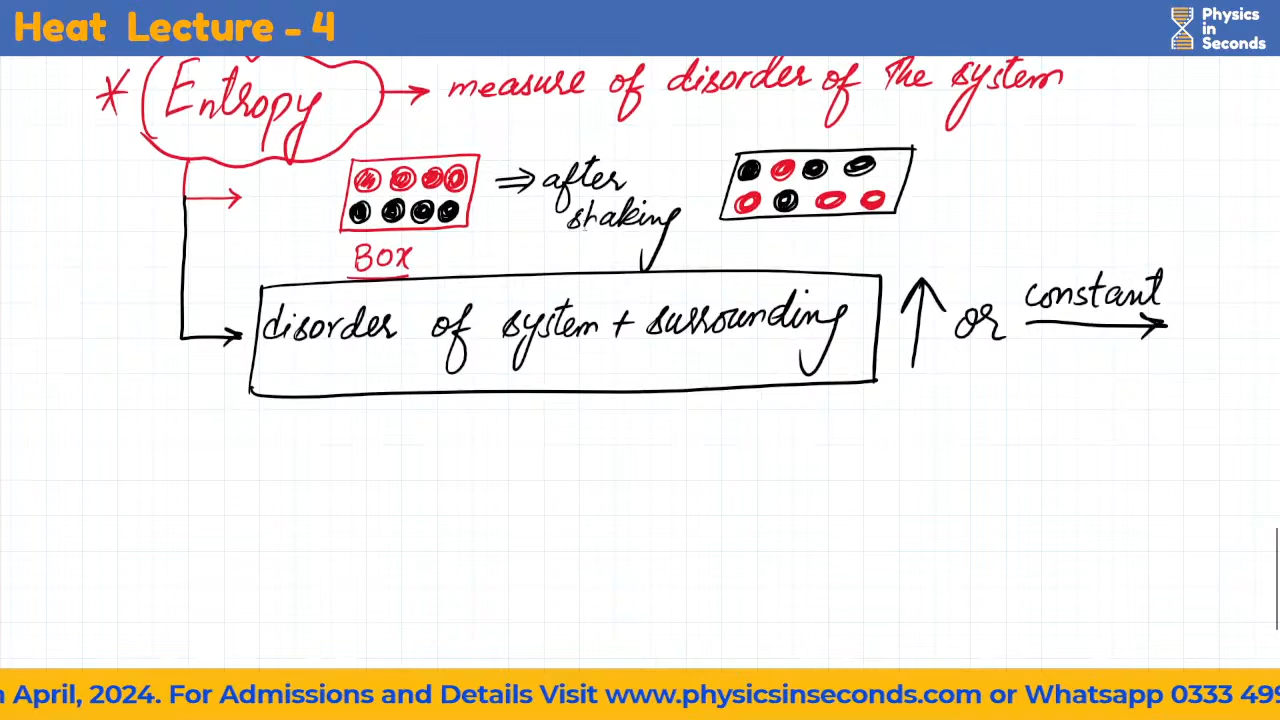 Heat Lecture - 4
Physics
in
Seconds
* Entropy → measure of disorder of the system
⇒ after
shaking
BOX
disorder of system + surrounding ↑ or constant
April, 2024. For Admissions and Details Visit www.physicsinseconds.com or Whatsapp 0333 49